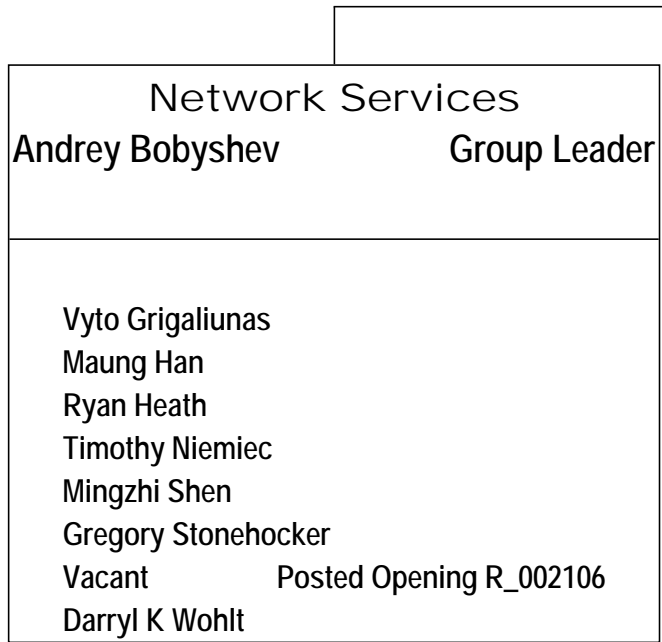 Network Services
Andrey Bobyshev Group Leader
Vyto Grigaliunas
Maung Han
Ryan Heath
Timothy Niemiec
Mingzhi Shen
Gregory Stonehocker
Vacant Posted Opening R_002106
Darryl K Wohlt